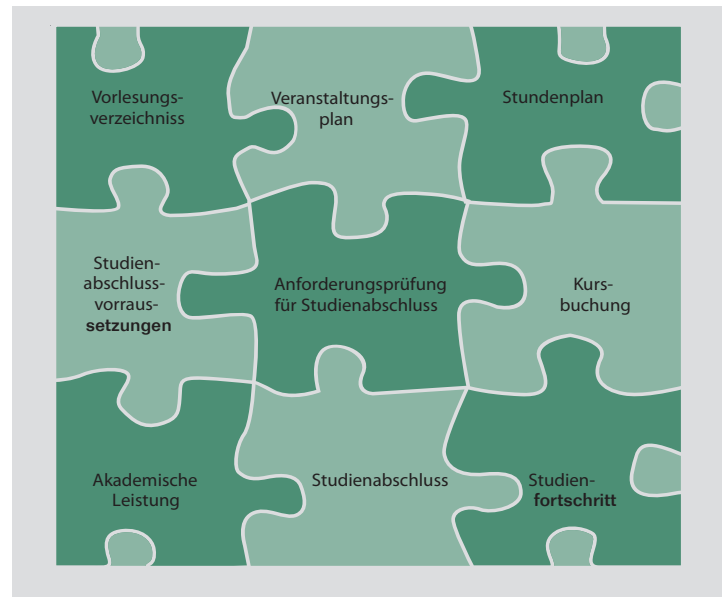 Vorlesungs-
verzeichniss
Veranstaltungs-
plan
Stundenplan
Studien-
abschluss-
vorraus-
setzungen
Anforderungsprüfung
für Studienabschluss
Kurs-
buchung
Akademische
Leistung
Studienabschluss
Studien-
fortschritt